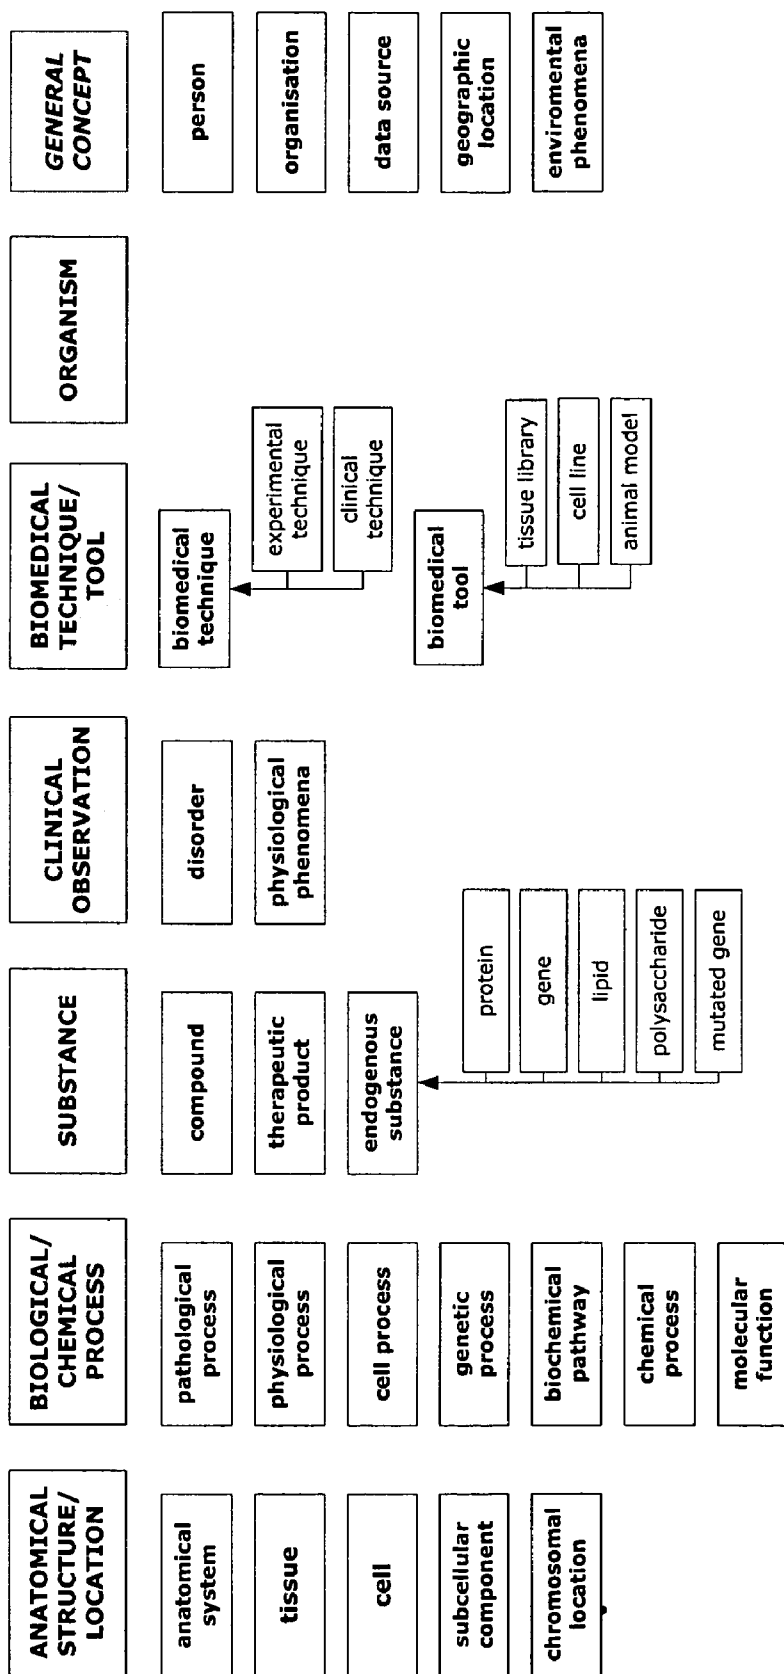 ANATOMICAL
STRUCTURE/
LOCATION
anatomical
system
tissue
cell
subcellular
component
chromosomal
location
BIOLOGICAL/
CHEMICAL
PROCESS
pathological
process
physiological
process
cell process
genetic
process
biochemical
pathway
chemical
process
molecular
function
SUBSTANCE
compound
therapeutic
product
endogenous
substance
protein
gene
lipid
polysaccharide
mutated gene
CLINICAL
OBSERVATION
disorder
physiological
phenomena
BIOMEDICAL
TECHNIQUE/
TOOL
biomedical
technique
experimental
technique
clinical
technique
biomedical
tool
tissue library
cell line
animal model
ORGANISM
GENERAL
CONCEPT
person
organisation
data source
geographic
location
enviromental
phenomena